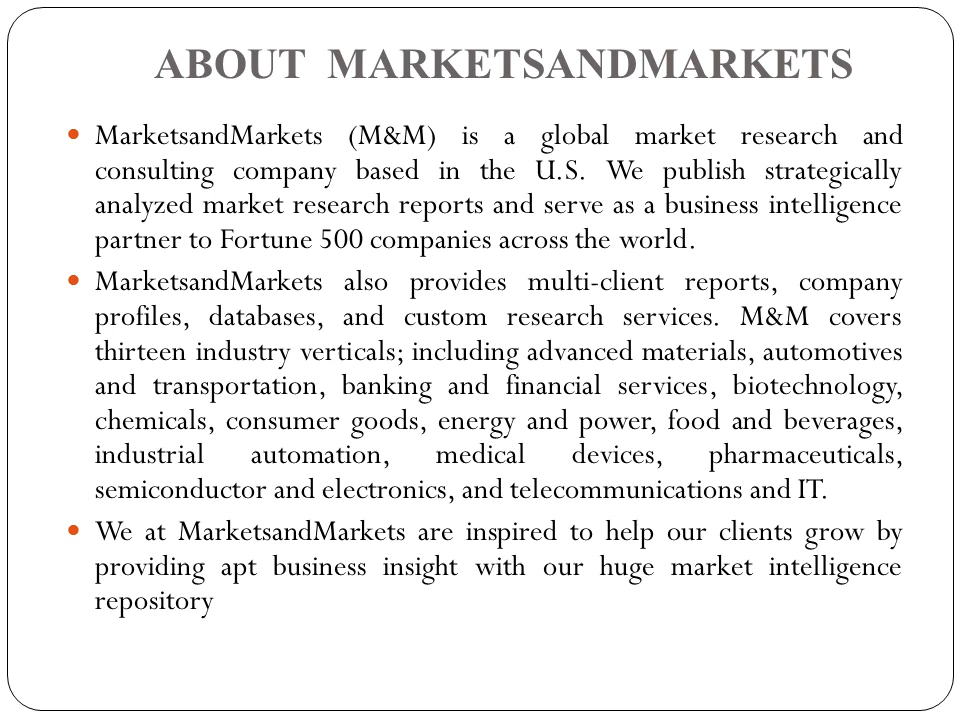 ABOUT MARKETSANDMARKETS
MarketsandMarkets (M&M) is a global market research and
consulting company based in the U.S. We publish strategically
analyzed market research reports and serve as a business intelligence
partner to Fortune 500 companies across the world.
MarketsandMarkets also provides multi-client reports, company
profiles, databases, and custom research services. M&M covers
thirteen industry verticals; including advanced materials, automotives
and transportation, banking and financial services, biotechnology,
chemicals, consumer goods, energy and power, food and beverages,
industrial automation, medical devices, pharmaceuticals,
semiconductor and electronics, and telecommunications and IT.
We at MarketsandMarkets are inspired to help our clients grow by
providing apt business insight with our huge market intelligence
repository